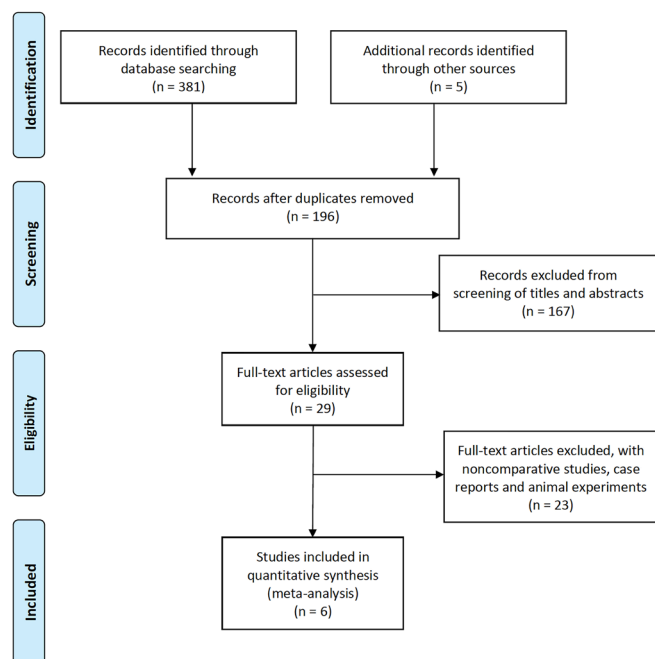 Identification
Records identified through
database searching
(n = 381)
Additional records identified
through other sources
(n = 5)
Screening
Records after duplicates removed
(n = 196)
Records excluded from
screening of titles and abstracts
(n = 167)
Eligibility
Full-text articles assessed
for eligibility
(n = 29)
Full-text articles excluded, with
noncomparative studies, case
reports and animal experiments
(n = 23)
Included
Studies included in
quantitative synthesis
(meta-analysis)
(n = 6)